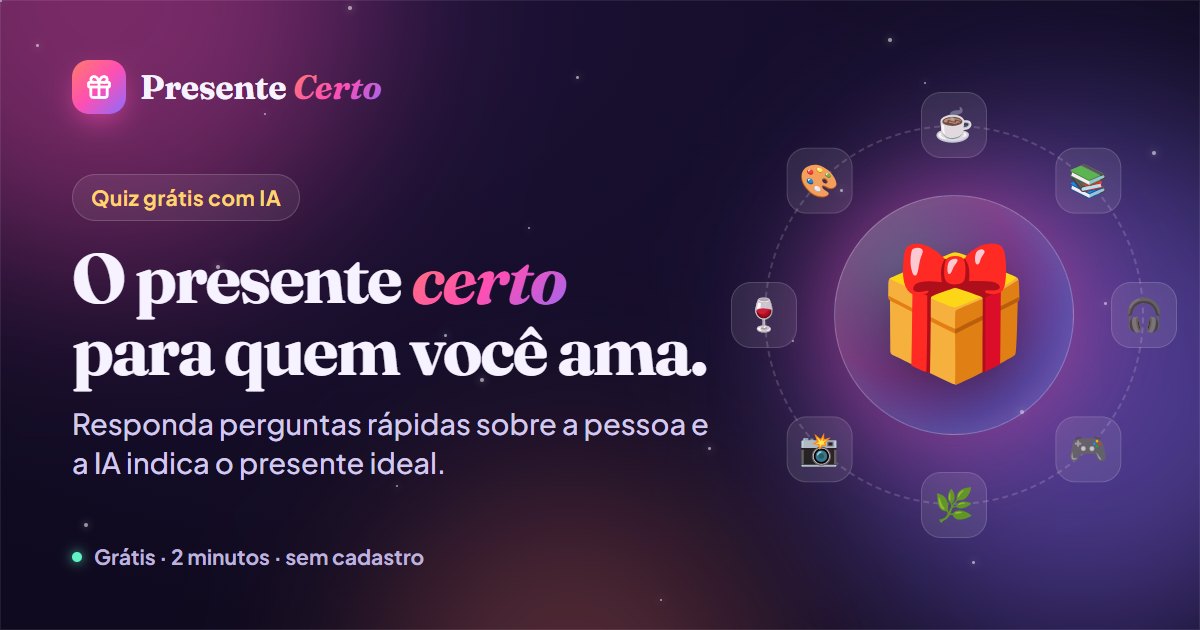 Presente Certo
Quiz grátis com IA
O presente certo
para quem você ama.
Responda perguntas rápidas sobre a pessoa e
a IA indica o presente ideal.
Grátis · 2 minutos · sem cadastro